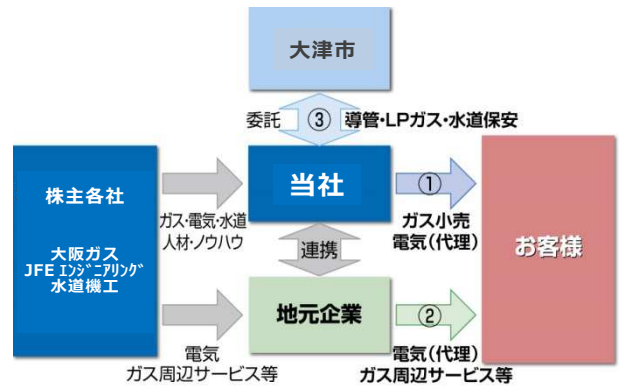 大津市
委託
③
導管・LPガス・水道保安
株主各社
大阪ガス
JFE エンジニアリング
水道機工
ガス・電気・水道
人材・ノウハウ
当社
①
ガス小売
電気(代理)
お客様
連携
電気
ガス周辺サービス等
地元企業
②
電気(代理)
ガス周辺サービス等